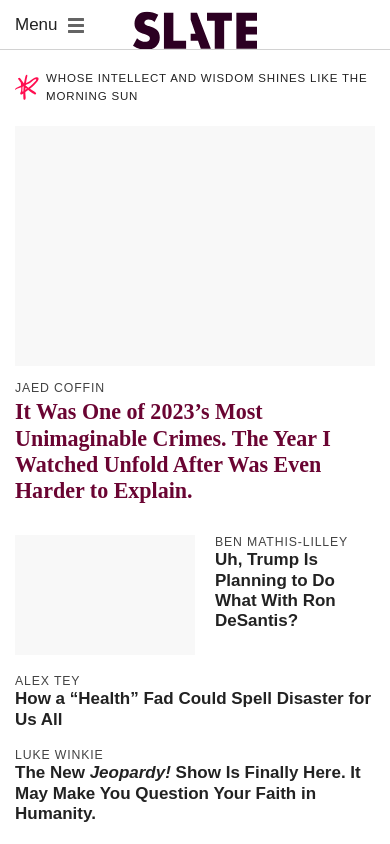 Menu
SLATE
WHOSE INTELLECT AND WISDOM SHINES LIKE THE
MORNING SUN
JAED COFFIN
It Was One of 2023’s Most
Unimaginable Crimes. The Year I
Watched Unfold After Was Even
Harder to Explain.
BEN MATHIS-LILLEY
Uh, Trump Is
Planning to Do
What With Ron
DeSantis?
ALEX TEY
How a “Health” Fad Could Spell Disaster for
Us All
LUKE WINKIE
The New Jeopardy! Show Is Finally Here. It
May Make You Question Your Faith in
Humanity.